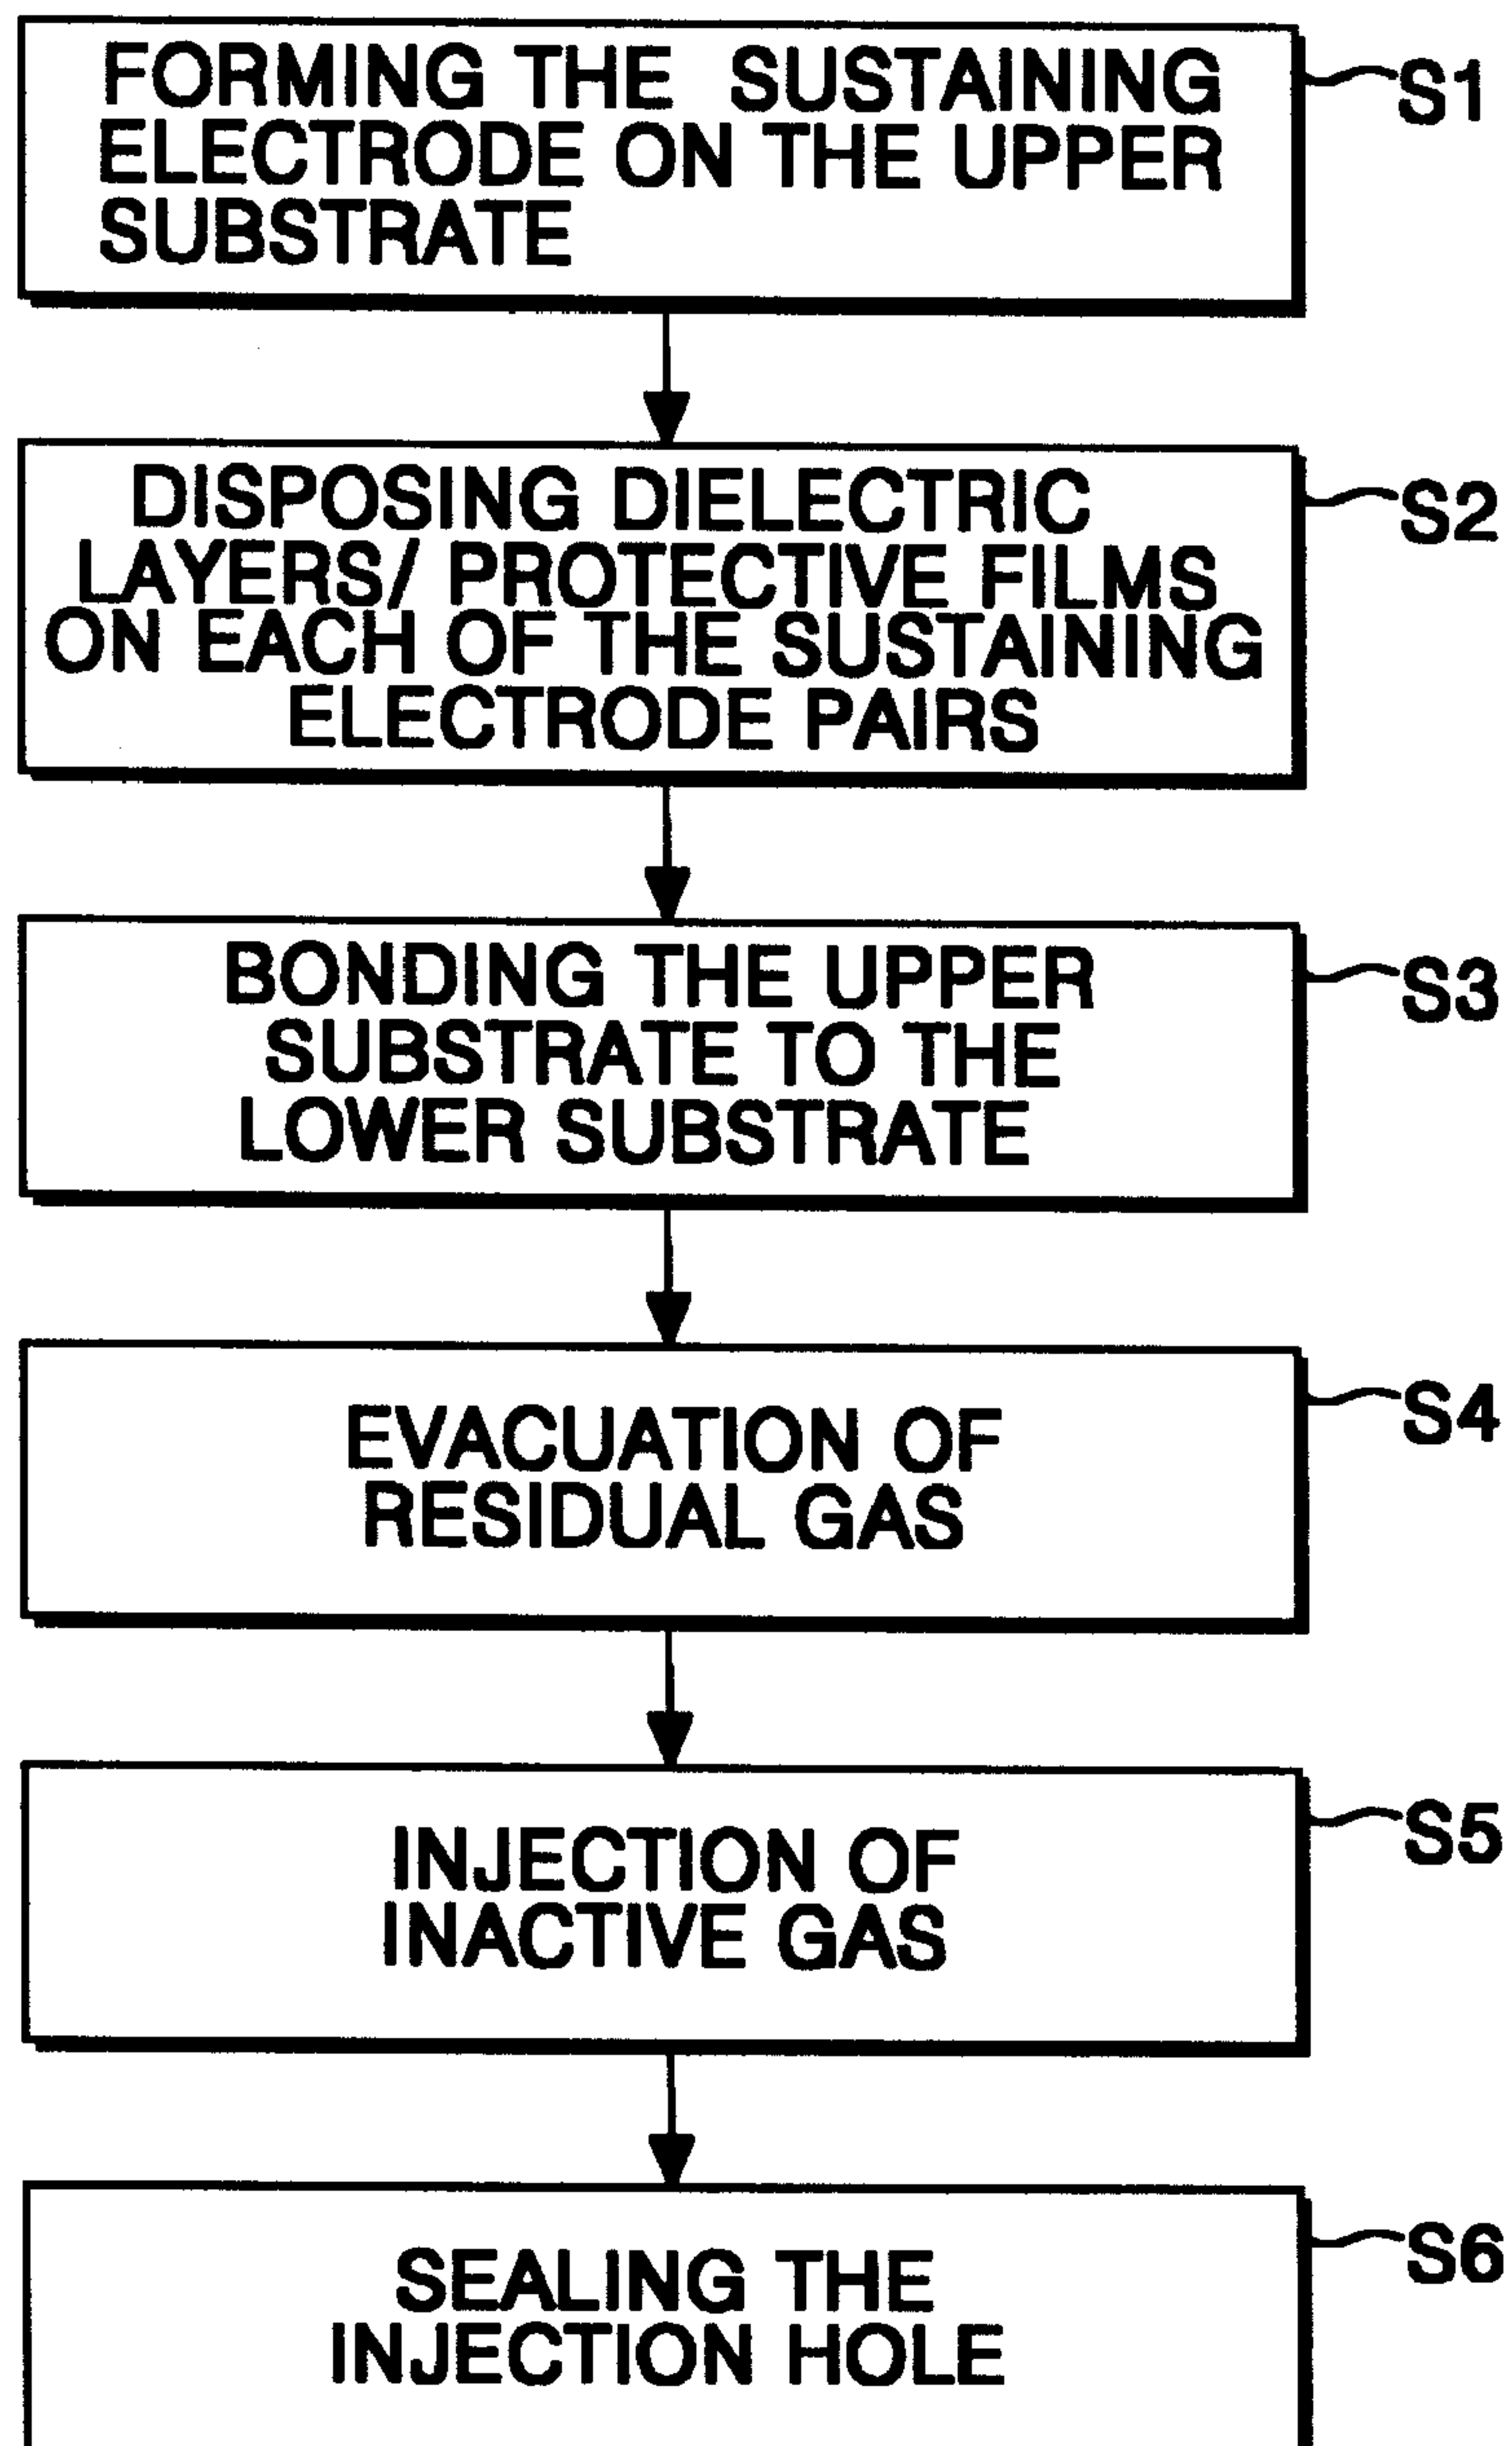 FORMING THE SUSTAINING
ELECTRODE ON THE UPPER
SUBSTRATE
S1
DISPOSING DIELECTRIC
LAYERS/ PROTECTIVE FILMS
ON EACH OF THE SUSTAINING
ELECTRODE PAIRS
S2
BONDING THE UPPER
SUBSTRATE TO THE
LOWER SUBSTRATE
S3
EVACUATION OF
RESIDUAL GAS
S4
INJECTION OF
INACTIVE GAS
S5
SEALING THE
INJECTION HOLE
S6